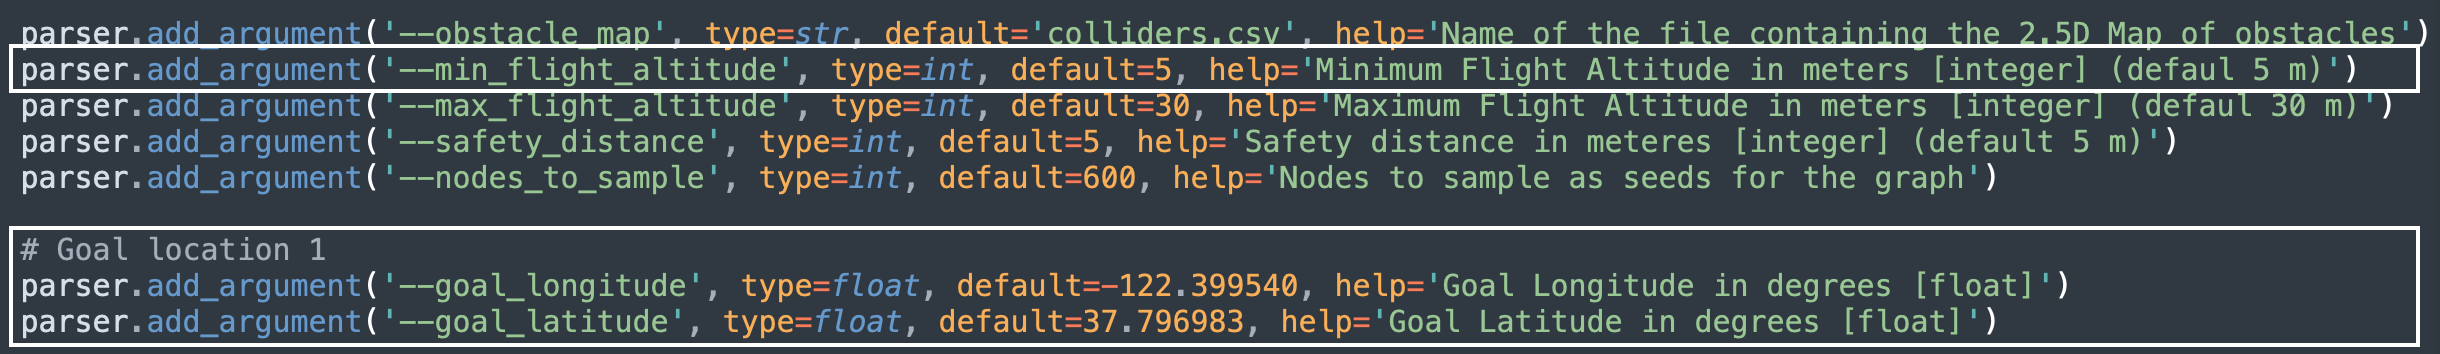 parser.add_argument('--obstacle_map', type=str, default='colliders.csv', help='Name of the file containing the 2.5D Map of obstacles')
parser.add_argument('--min_flight_altitude', type=int, default=5, help='Minimum Flight Altitude in meters [integer] (defaul 5 m)')
parser.add_argument('--max_flight_altitude', type=int, default=30, help='Maximum Flight Altitude in meters [integer] (defaul 30 m)')
parser.add_argument('--safety_distance', type=int, default=5, help='Safety distance in meteres [integer] (default 5 m)')
parser.add_argument('--nodes_to_sample', type=int, default=600, help='Nodes to sample as seeds for the graph')
# Goal location 1
parser.add_argument('--goal_longitude', type=float, default=-122.399540, help='Goal Longitude in degrees [float]')
parser.add_argument('--goal_latitude', type=float, default=37.796983, help='Goal Latitude in degrees [float]')